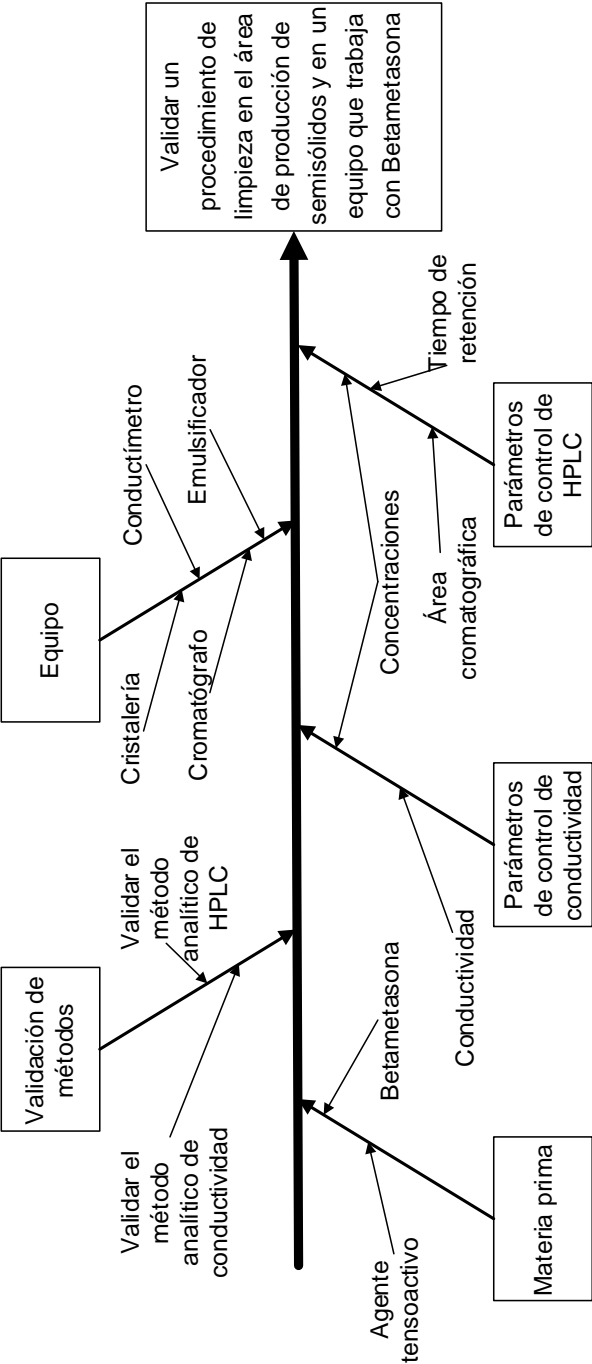 Validación de
métodos
Validar el
método
analítico de
HPLC
Validar el
método
analítico de
conductividad
Equipo
Cristalería
Conductímetro
Cromatógrafo
Emulsificador
Validar un
procedimiento de
limpieza en el área
de producción de
semisólidos y en un
equipo que trabaja
con Betametasona
Materia prima
Agente
tensoactivo
Betametasona
Parámetros
de control de
conductividad
Conductividad
Concentraciones
Parámetros
de control de
HPLC
Área
cromatográfica
Tiempo de
retención